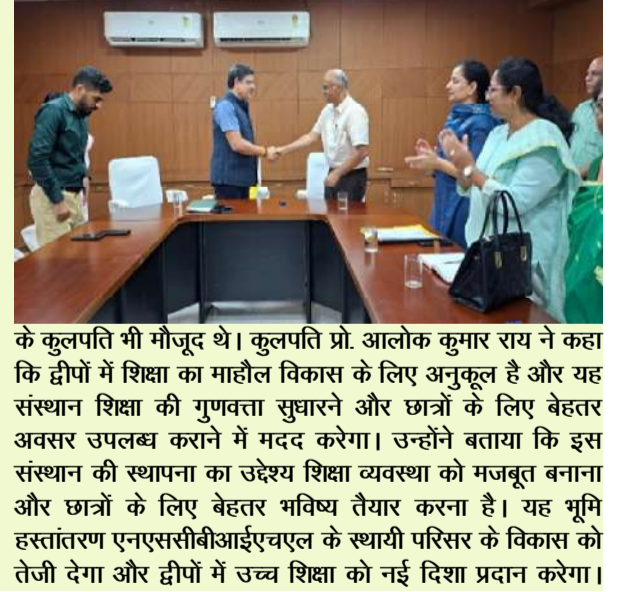 के कुलपति भी मौजूद थे। कुलपति प्रो. आलोक कुमार राय ने कहा
कि द्वीपों में शिक्षा का माहौल विकास के लिए अनुकूल है और यह
संस्थान शिक्षा की गुणवत्ता सुधारने और छात्रों के लिए बेहतर
अवसर उपलब्ध कराने में मदद करेगा। उन्होंने बताया कि इस
संस्थान की स्थापना का उद्देश्य शिक्षा व्यवस्था को मजबूत बनाना
और छात्रों के लिए बेहतर भविष्य तैयार करना है। यह भूमि
हस्तांतरण एनएससीबीआईएचएल के स्थायी परिसर के विकास को
तेजी देगा और द्वीपों में उच्च शिक्षा को नई दिशा प्रदान करेगा।